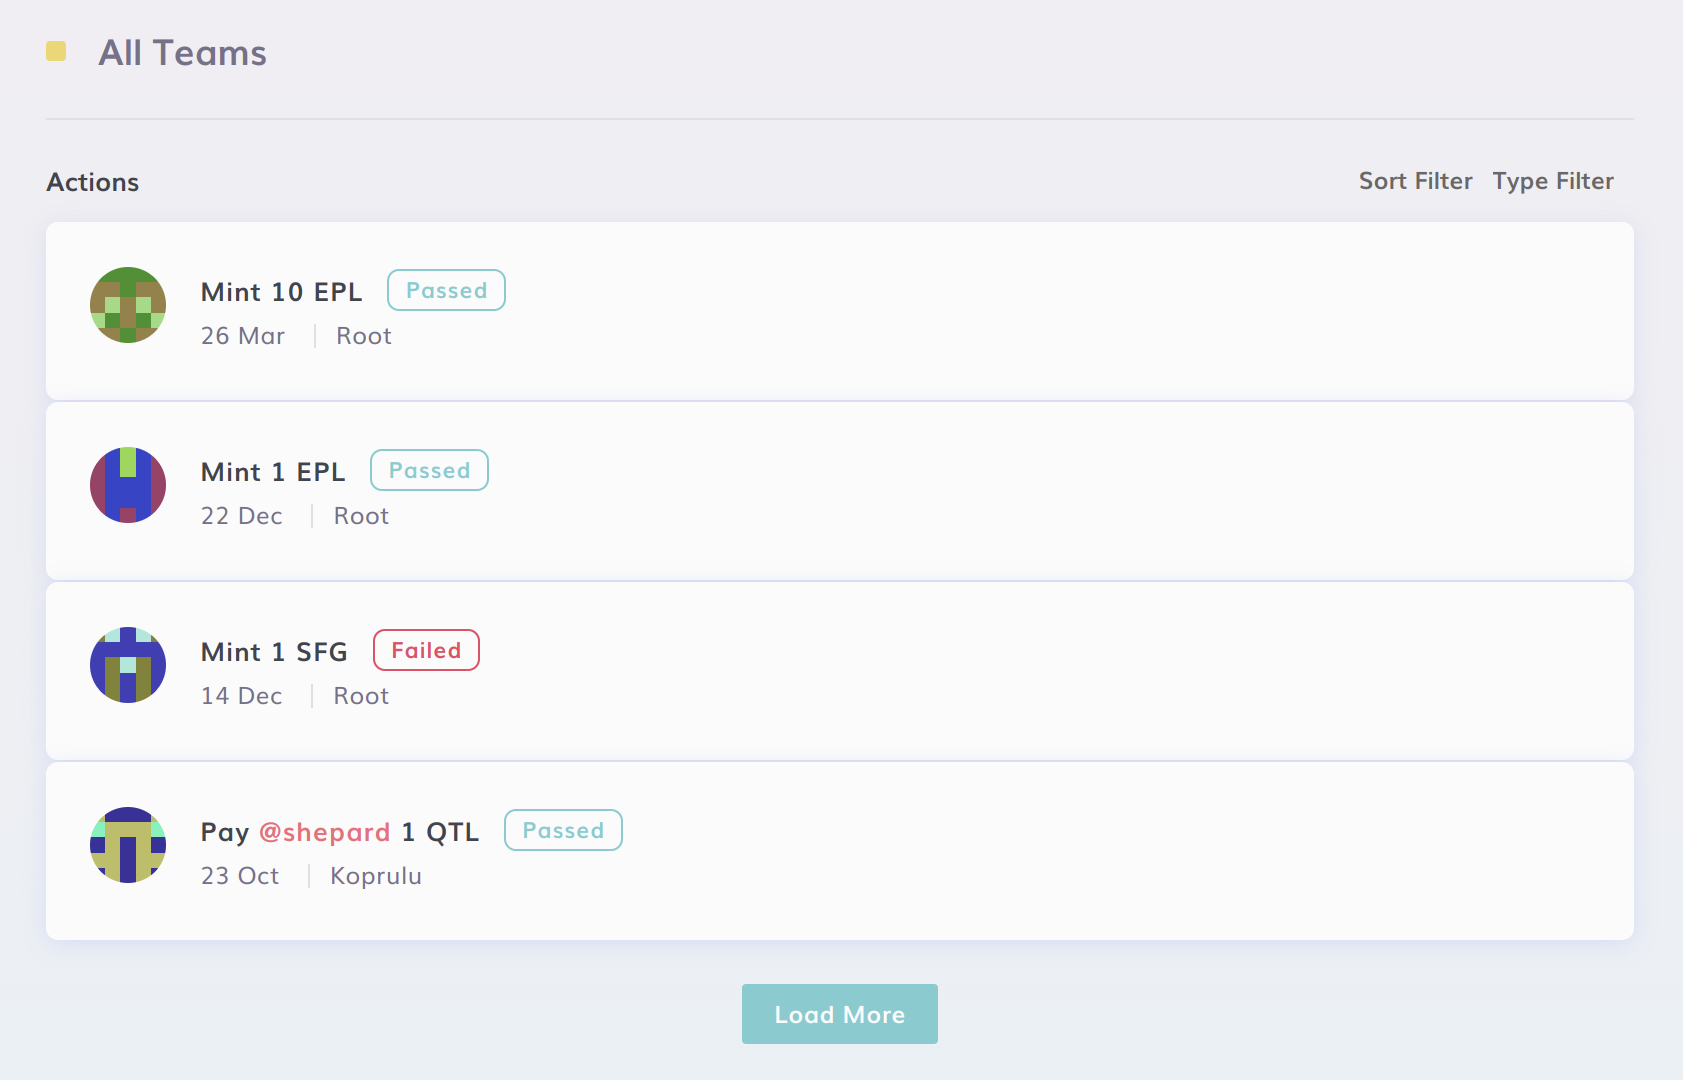 All Teams
Actions
Sort Filter Type Filter
Mint 10 EPL Passed
26 Mar Root
Mint 1 EPL Passed
22 Dec Root
Mint 1 SFG Failed
14 Dec Root
Pay @shepard 1 QTL Passed
23 Oct Koprulu
Load More